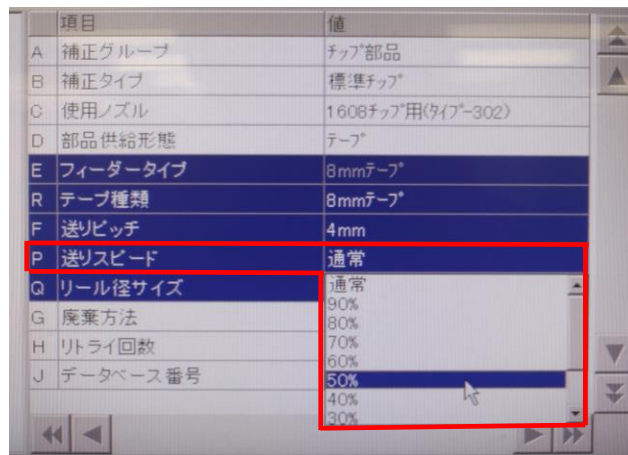 項目 値
A 補正グループ チップ部品
B 補正タイプ 標準チップ
C 使用ノズル 1608チップ用(タイプ-302)
D 部品供給形態 テープ
E フィーダータイプ 8mmテープ
R テープ種類 8mmテープ
F 送りピッチ 4mm
P 送りスピード 通常
Q リール径サイズ 通常
90%
G 廃棄方法 80%
70%
H リトライ回数 60%
J データベース番号 50%
40%
30%